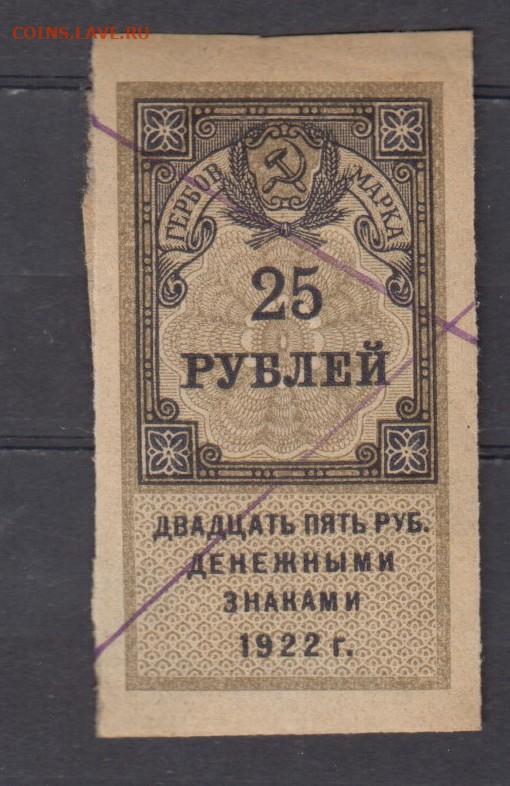 COINS.LAVE.RU
ГЕРБОВ МАРКА
25
РУБЛЕЙ
ДВАДЦАТЬ ПЯТЬ РУБ.
ДЕНЕЖНЫМИ
ЗНАКАМИ
1922 г.